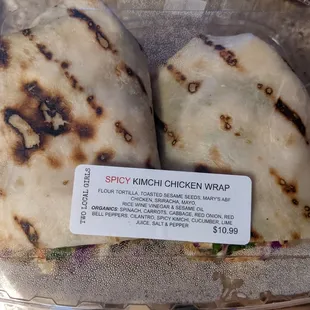 TWO LOCAL GIRLS
SPICY KIMCHI CHICKEN WRAP
FLOUR TORTILLA, TOASTED SESAME SEEDS, MARY'S ABF
CHICKEN, SRIRACHA, MAYO,
RICE WINE VINEGAR & SESAME OIL
ORGANICS: SPINACH, CARROTS, CABBAGE, RED ONION, RED
BELL PEPPERS, CILANTRO, SPICY KIMCHI, CUCUMBER, LIME
JUICE, SALT & PEPPER
$10.99